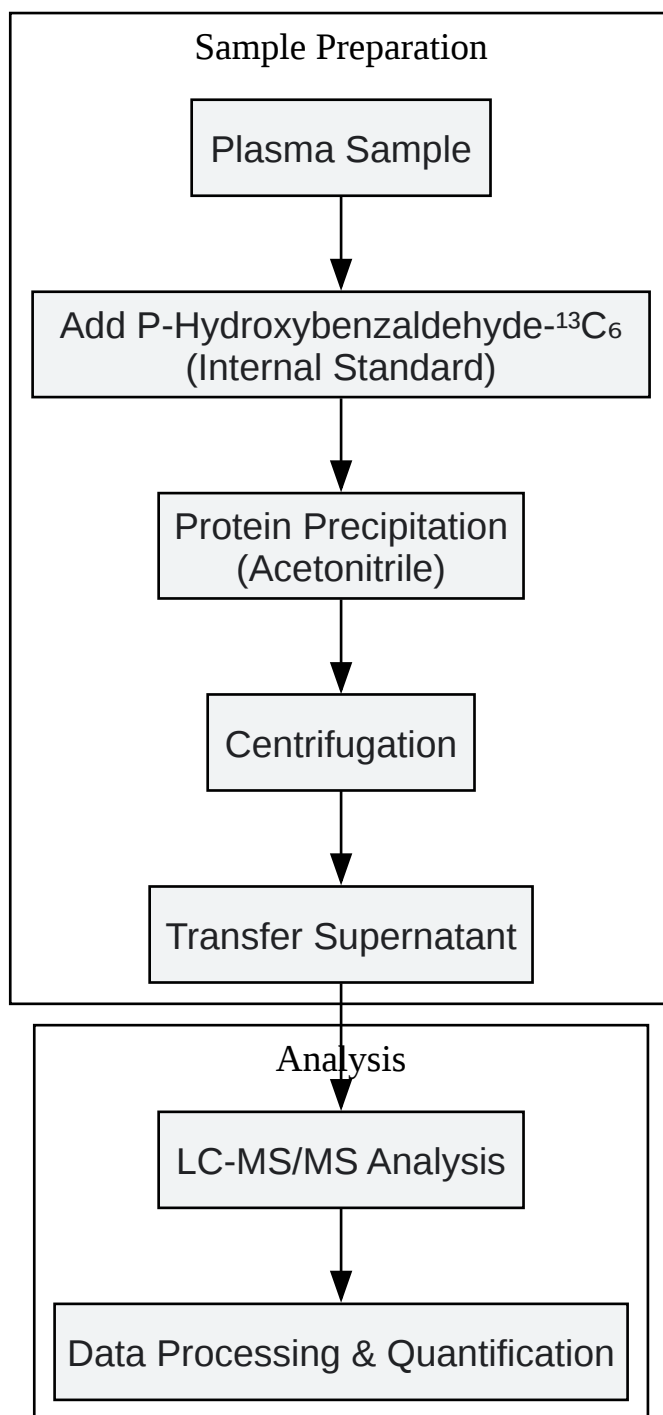 Sample Preparation
Plasma Sample
Add P-Hydroxybenzaldehyde-¹³C₆
(Internal Standard)
Protein Precipitation
(Acetonitrile)
Centrifugation
Transfer Supernatant
Analysis
LC-MS/MS Analysis
Data Processing & Quantification